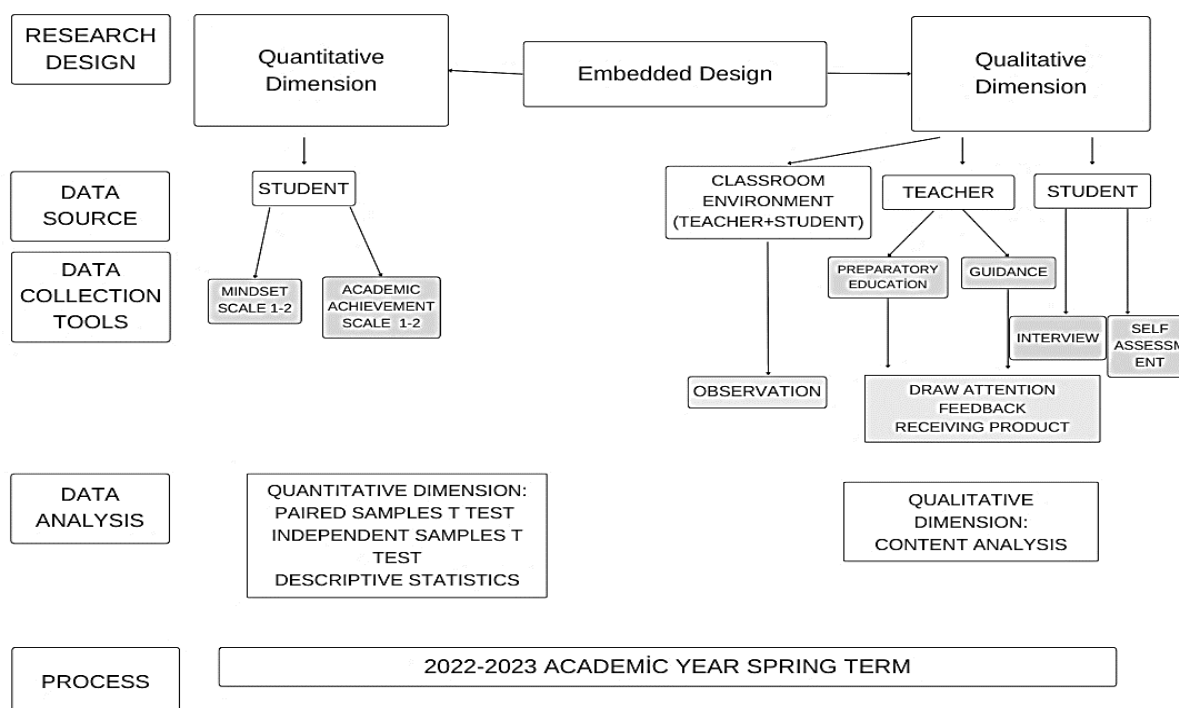 RESEARCH
DESIGN
Quantitative
Dimension
Embedded Design
Qualitative
Dimension
DATA
SOURCE
STUDENT
CLASSROOM
ENVIRONMENT
(TEACHER+STUDENT)
TEACHER
STUDENT
DATA
COLLECTION
TOOLS
MINDSET
SCALE 1-2
ACADEMIC
ACHIEVEMENT
SCALE 1-2
PREPARATORY
EDUCATİON
GUIDANCE
INTERVIEW
SELF
ASSESSM
ENT
OBSERVATION
DRAW ATTENTION
FEEDBACK
RECEIVING PRODUCT
DATA
ANALYSIS
QUANTITATIVE DIMENSION:
PAIRED SAMPLES T TEST
INDEPENDENT SAMPLES T
TEST
DESCRIPTIVE STATISTICS
QUALITATIVE
DIMENSION:
CONTENT ANALYSIS
PROCESS
2022-2023 ACADEMİC YEAR SPRING TERM